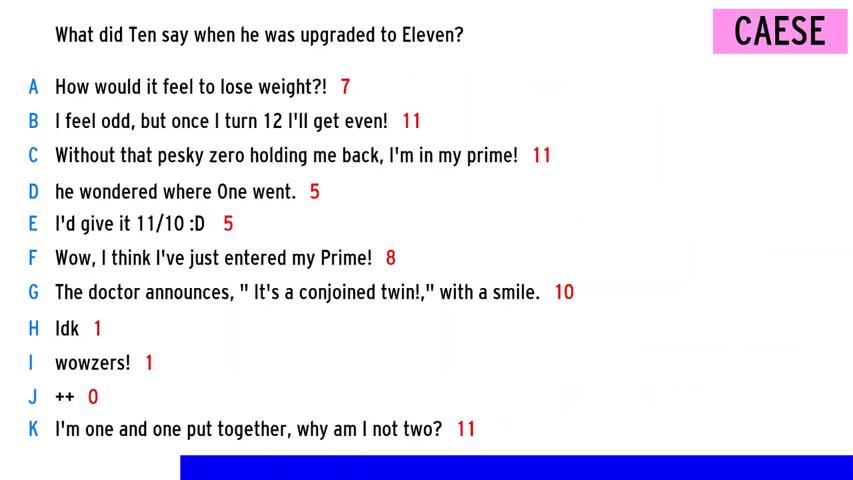 What did Ten say when he was upgraded to Eleven?
CAESE
A How would it feel to lose weight?! 7
B I feel odd, but once I turn 12 I'll get even! 11
C Without that pesky zero holding me back, I'm in my prime! 11
D he wondered where One went. 5
E I'd give it 11/10 :D 5
F Wow, I think I've just entered my Prime! 8
G The doctor announces, " It's a conjoined twin!," with a smile. 10
H Idk 1
I wowzers! 1
J ++ 0
K I'm one and one put together, why am I not two? 11